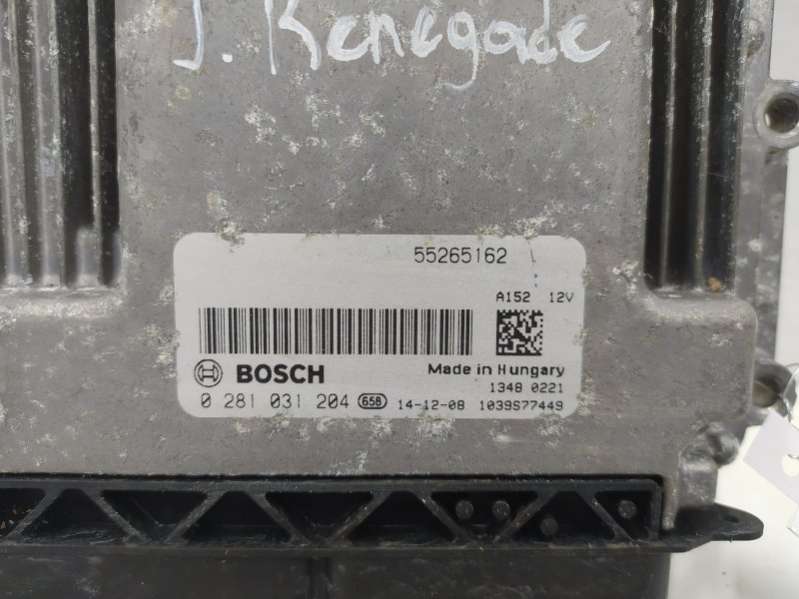 J. Renegade
55265162
A152 12V
BOSCH
Made in Hungary
1348 0221
0 281 031 204 658 14-12-08 1039S77449